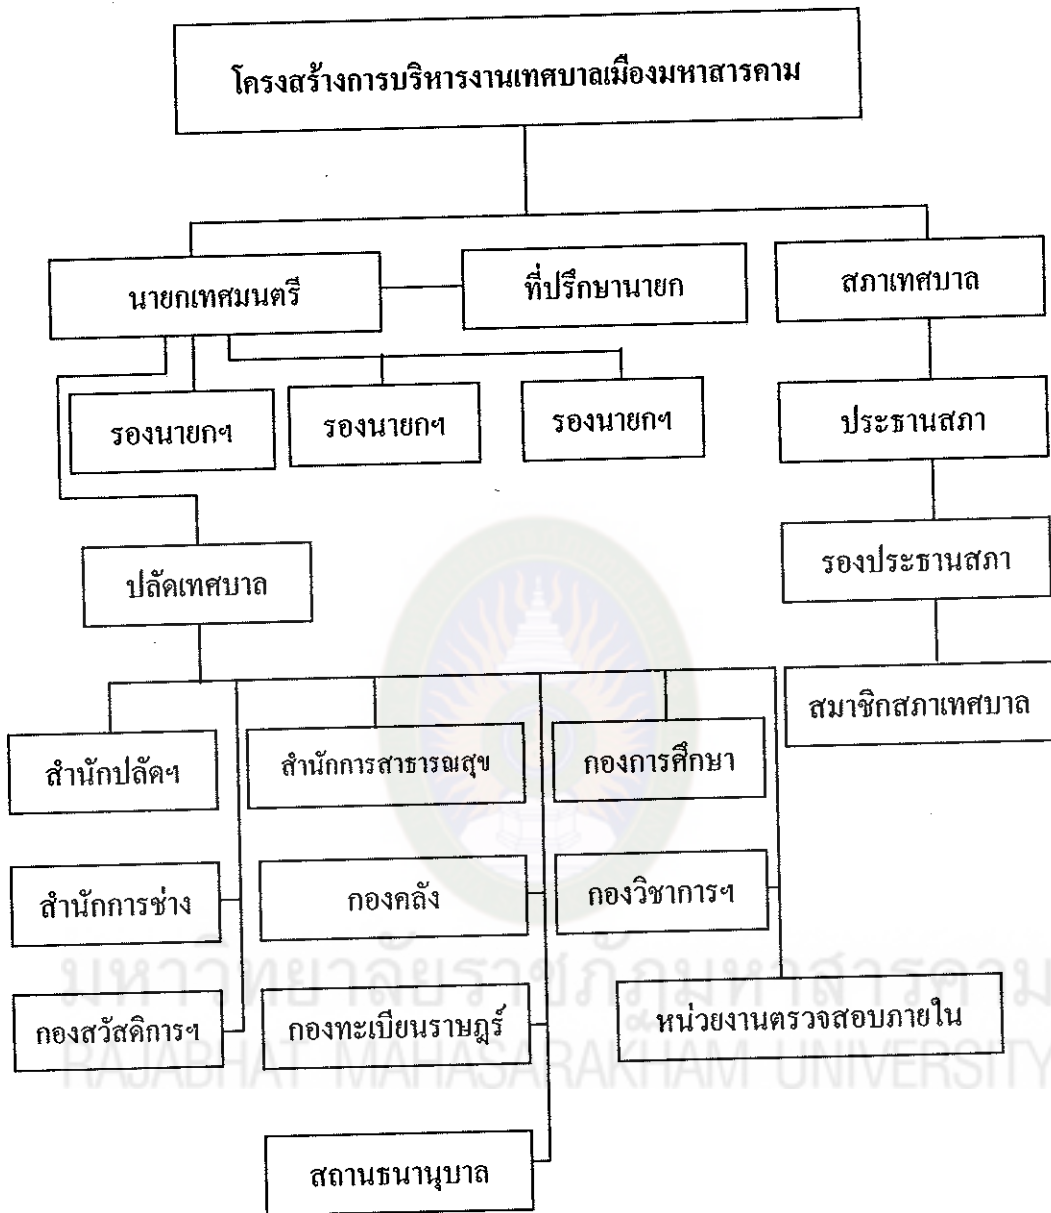 โครงสร้างการบริหารงานเทศบาลเมืองมหาสารคาม
นายกเทศมนตรี
ที่ปรึกษานายก
สภาเทศบาล
รองนายกฯ
รองนายกฯ
รองนายกฯ
ประธานสภา
ปลัดเทศบาล
รองประธานสภา
สมาชิกสภาเทศบาล
สำนักปลัดฯ
สำนักการสาธารณสุข
กองการศึกษา
สำนักการช่าง
กองคลัง
กองวิชาการฯ
มหาวิทยาลัยราชภัฏมหาสารคาม
กองสวัสดิการฯ
กองทะเบียนราษฎร์
หน่วยงานตรวจสอบภายใน
RAJABHAT MAHASARAKHAM UNIVERSITY
สถานธนานุบาล